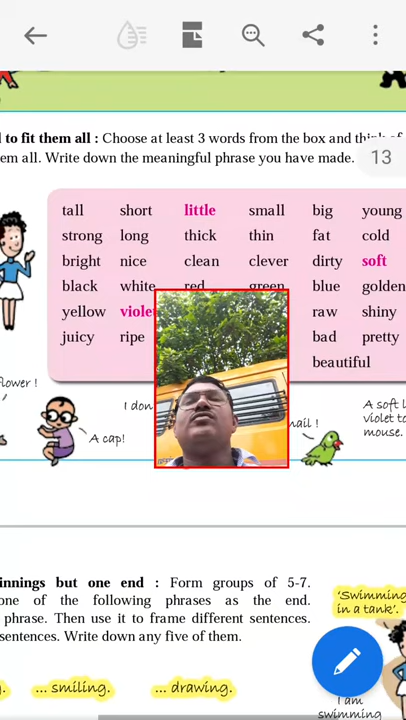 13
to fit them all : Choose at least 3 words from the box and think of
em all. Write down the meaningful phrase you have made.
tall short little small big young
strong long thick thin fat cold
bright nice clean clever dirty soft
black white red green blue golden
yellow viole raw shiny
juicy ripe bad pretty
beautiful
flower !
I don
A cap!
nail !
A soft l
violet to
mouse.
innings but one end : Form groups of 5-7.
one of the following phrases as the end.
phrase. Then use it to frame different sentences.
sentences. Write down any five of them.
'Swimming
in a tank'.
... smiling. ... drawing.
I am
swimming